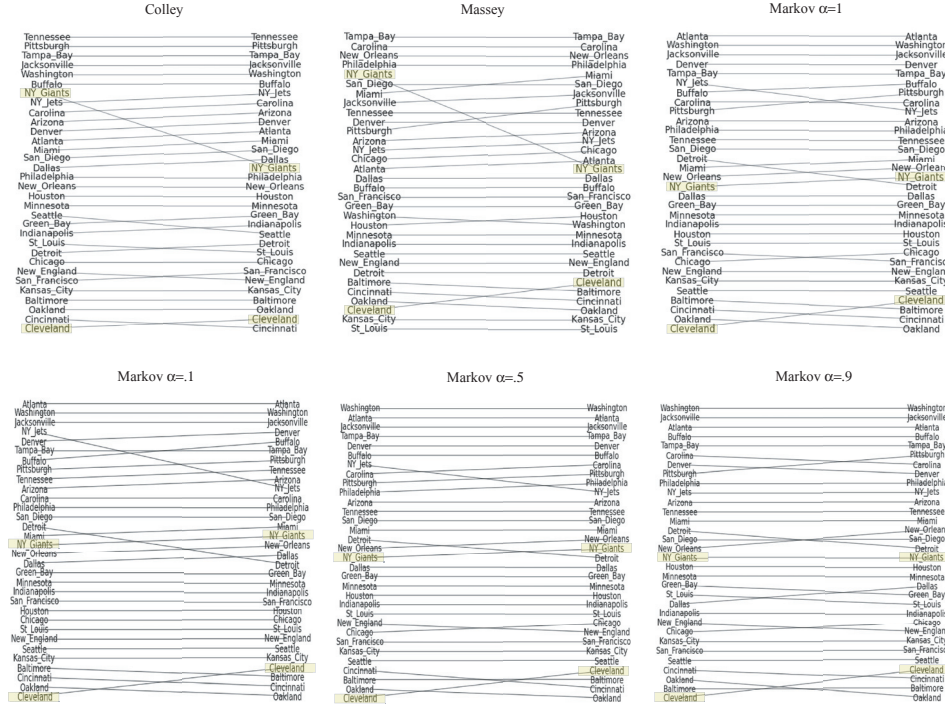 Colley
Tennessee
Pittsburgh
Tampa_Bay
Jacksonville
Washington
Buffalo
NY_Giants
NY_Jets
Carolina
Arizona
Denver
Atlanta
Miami
San_Diego
Dallas
Philadelphia
New_Orleans
Houston
Minnesota
Seattle
Green_Bay
Indianapolis
St_Louis
Detroit
Chicago
New_England
San_Francisco
Kansas_City
Baltimore
Oakland
Cincinnati
Cleveland
Tennessee
Pittsburgh
Tampa_Bay
Jacksonville
Washington
Buffalo
NY_Jets
Carolina
Arizona
Denver
Atlanta
Miami
San_Diego
Dallas
NY_Giants
Philadelphia
New_Orleans
Houston
Minnesota
Green_Bay
Indianapolis
Seattle
Detroit
St_Louis
Chicago
San_Francisco
New_England
Kansas_City
Baltimore
Oakland
Cleveland
Cincinnati
Massey
Tampa_Bay
Carolina
New_Orleans
Philadelphia
NY_Giants
San_Diego
Miami
Jacksonville
Tennessee
Denver
Pittsburgh
Arizona
NY_Jets
Chicago
Atlanta
Dallas
Buffalo
San_Francisco
Green_Bay
Washington
Houston
Minnesota
Indianapolis
Seattle
New_England
Detroit
Baltimore
Cincinnati
Oakland
Cleveland
Kansas_City
St_Louis
Tampa_Bay
Carolina
New_Orleans
Philadelphia
Miami
San_Diego
Jacksonville
Pittsburgh
Tennessee
Denver
Arizona
NY_Jets
Chicago
Atlanta
NY_Giants
Dallas
Buffalo
San_Francisco
Green_Bay
Houston
Washington
Minnesota
Indianapolis
Seattle
New_England
Detroit
Cleveland
Baltimore
Cincinnati
Oakland
Kansas_City
St_Louis
Markov α=1
Atlanta
Washington
Jacksonville
Denver
Tampa_Bay
NY_Jets
Buffalo
Carolina
Pittsburgh
Arizona
Philadelphia
Tennessee
San_Diego
Detroit
Miami
New_Orleans
NY_Giants
Dallas
Green_Bay
Minnesota
Indianapolis
Houston
St_Louis
San_Francisco
Chicago
New_England
Kansas_City
Seattle
Baltimore
Cincinnati
Oakland
Cleveland
Atlanta
Washington
Jacksonville
Denver
Tampa_Bay
Buffalo
Pittsburgh
Carolina
NY_Jets
Arizona
Philadelphia
Tennessee
San_Diego
Miami
New_Orleans
NY_Giants
Detroit
Dallas
Green_Bay
Minnesota
Indianapolis
Houston
St_Louis
Chicago
San_Francisco
New_England
Kansas_City
Seattle
Cleveland
Baltimore
Cincinnati
Oakland
Markov α=.1
Atlanta
Washington
Jacksonville
NY_Jets
Denver
Tampa_Bay
Buffalo
Pittsburgh
Tennessee
Arizona
Carolina
Philadelphia
San_Diego
Detroit
Miami
NY_Giants
New_Orleans
Dallas
Green_Bay
Minnesota
Indianapolis
San_Francisco
Houston
Chicago
St_Louis
New_England
Seattle
Kansas_City
Baltimore
Cincinnati
Oakland
Cleveland
Atlanta
Washington
Jacksonville
Denver
Buffalo
Tampa_Bay
Pittsburgh
Tennessee
Arizona
NY_Jets
Carolina
Philadelphia
San_Diego
Miami
NY_Giants
New_Orleans
Dallas
Detroit
Green_Bay
Minnesota
Indianapolis
San_Francisco
Houston
Chicago
St_Louis
New_England
Seattle
Kansas_City
Cleveland
Baltimore
Cincinnati
Oakland
Markov α=.5
Washington
Atlanta
Jacksonville
Tampa_Bay
Denver
Buffalo
NY_Jets
Carolina
Pittsburgh
Philadelphia
Arizona
Tennessee
San_Diego
Miami
Detroit
New_Orleans
NY_Giants
Dallas
Green_Bay
Minnesota
Houston
Indianapolis
St_Louis
New_England
Chicago
San_Francisco
Kansas_City
Seattle
Cincinnati
Baltimore
Oakland
Cleveland
Washington
Atlanta
Jacksonville
Tampa_Bay
Denver
Buffalo
Carolina
Pittsburgh
Philadelphia
NY_Jets
Arizona
Tennessee
San_Diego
Miami
New_Orleans
NY_Giants
Detroit
Dallas
Green_Bay
Minnesota
Houston
Indianapolis
St_Louis
Chicago
New_England
San_Francisco
Kansas_City
Seattle
Cleveland
Baltimore
Cincinnati
Oakland
Markov α=.9
Washington
Jacksonville
Atlanta
Buffalo
Tampa_Bay
Carolina
Denver
Pittsburgh
Philadelphia
NY_Jets
Arizona
Tennessee
Miami
Detroit
San_Diego
New_Orleans
NY_Giants
Houston
Minnesota
Green_Bay
St_Louis
Dallas
Indianapolis
New_England
Chicago
Kansas_City
San_Francisco
Seattle
Cincinnati
Oakland
Baltimore
Cleveland
Washington
Jacksonville
Atlanta
Buffalo
Tampa_Bay
Pittsburgh
Carolina
Denver
Philadelphia
NY_Jets
Arizona
Tennessee
Miami
New_Orleans
San_Diego
Detroit
NY_Giants
Houston
Minnesota
Dallas
Green_Bay
St_Louis
Indianapolis
Chicago
New_England
Kansas_City
San_Francisco
Seattle
Cleveland
Cincinnati
Baltimore
Oakland